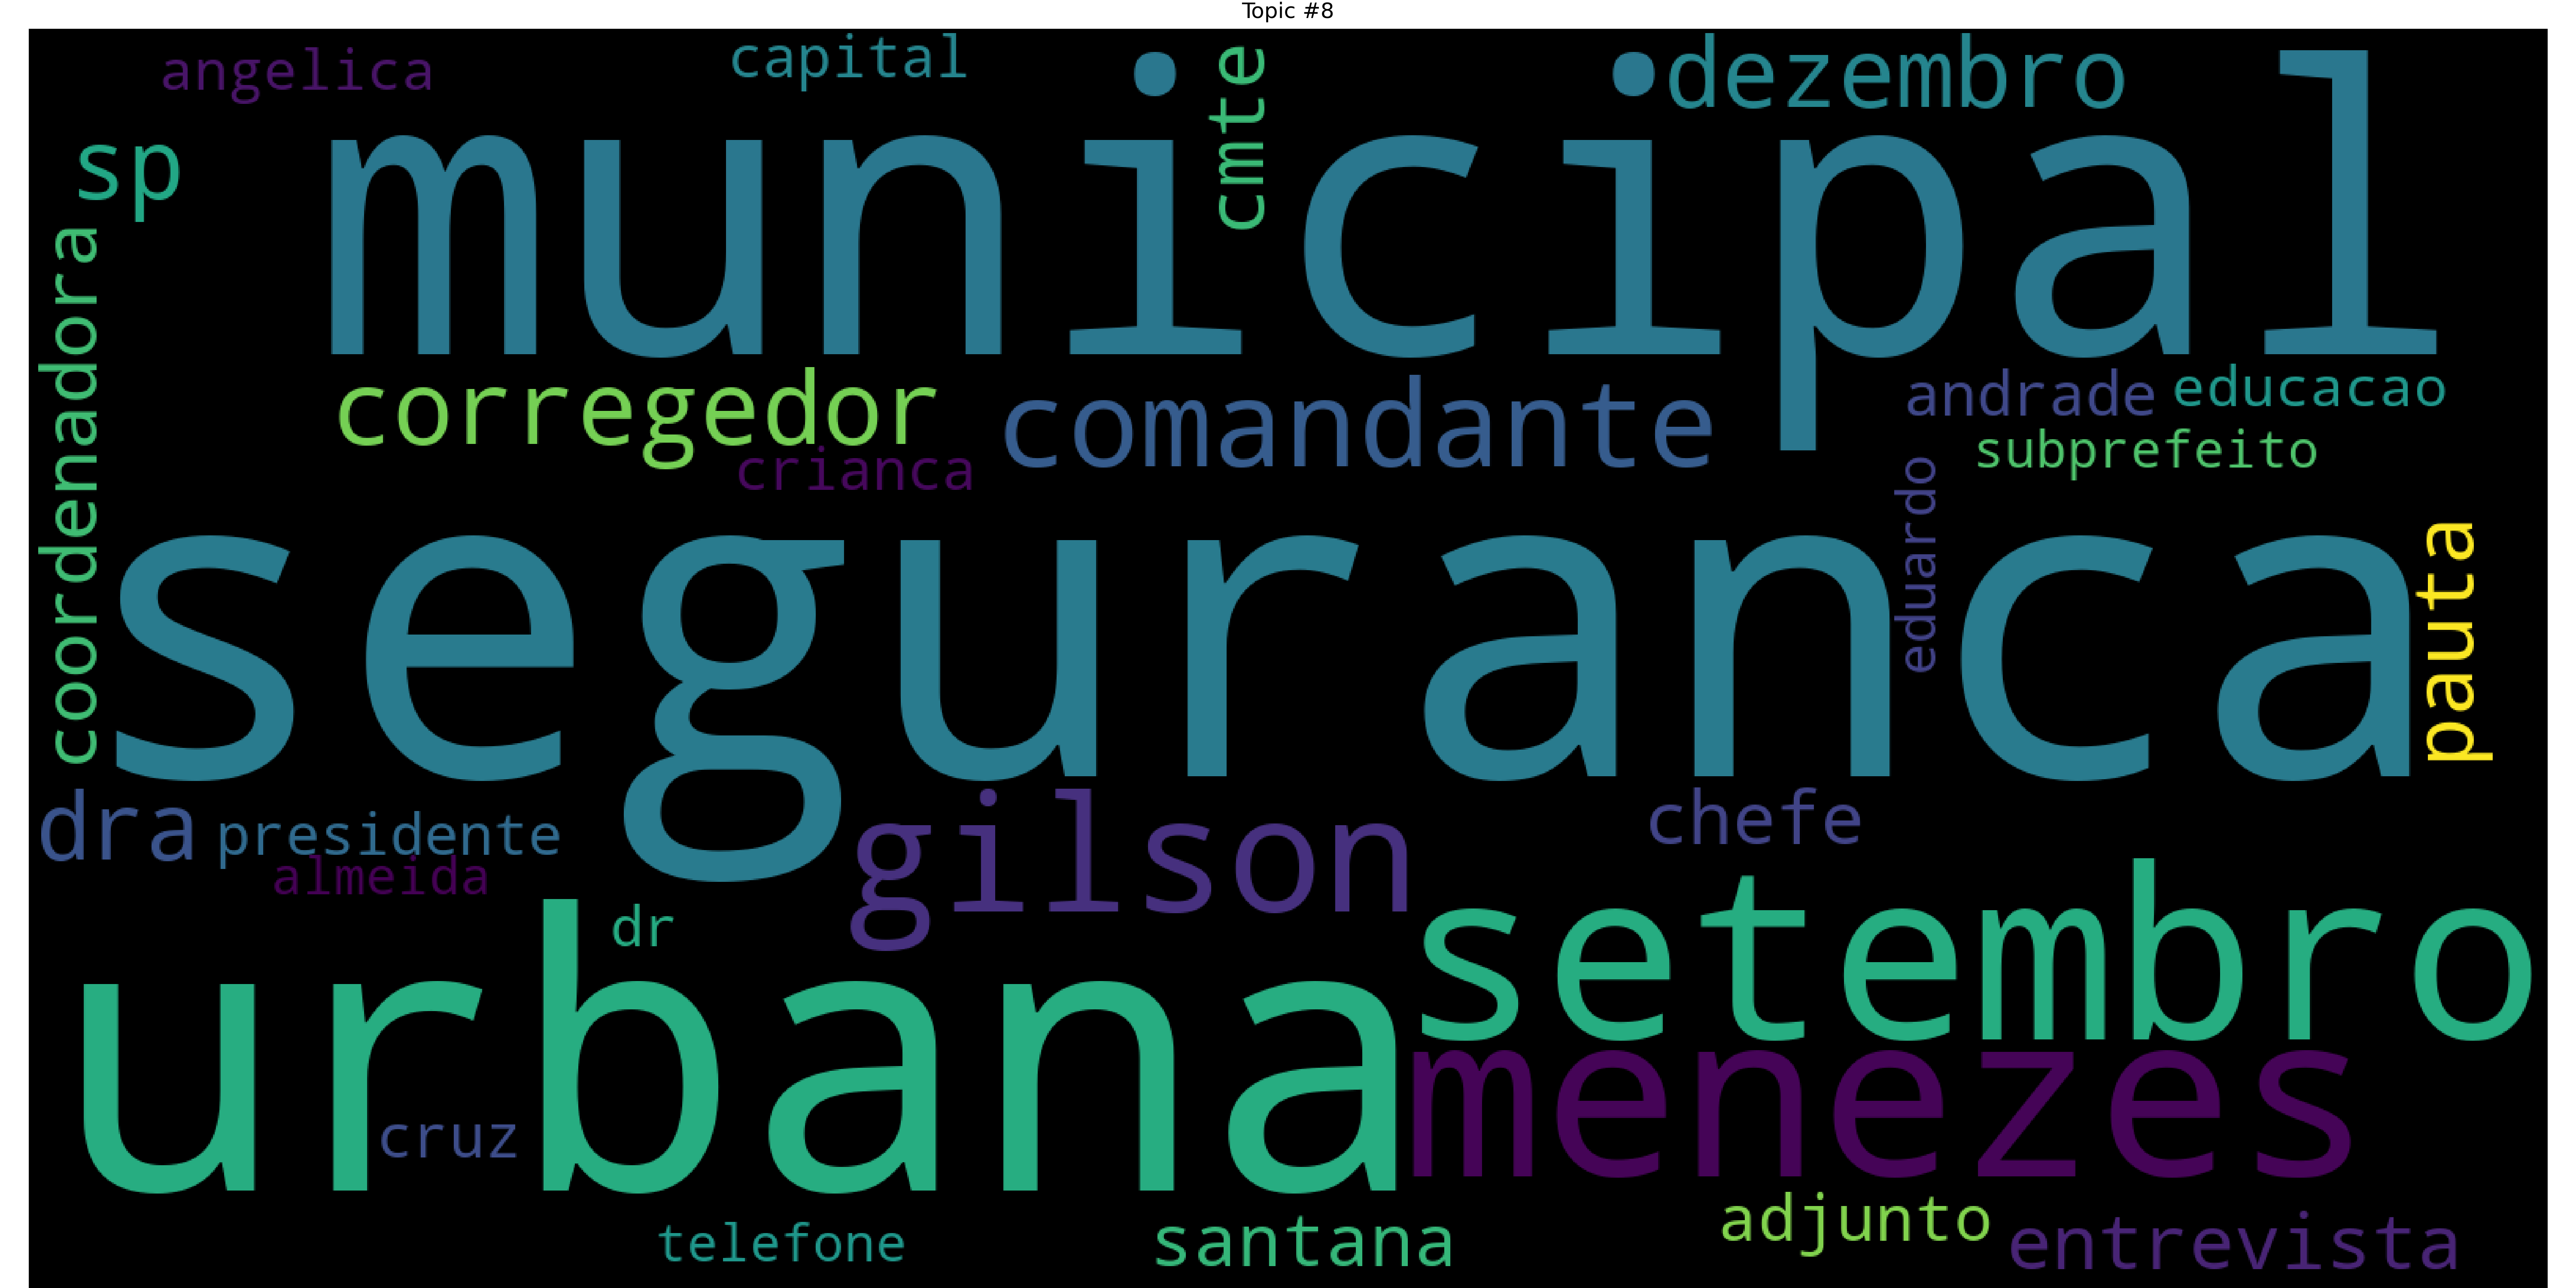 Topic #8
angelica
capital
cmte
dezembro
municipal
sp
coordenadora
corregedor
comandante
andrade
educacao
crianca
subprefeito
eduardo
seguranca
pauta
dra
presidente
gilson
chefe
almeida
dr
setembro
urbana
menezes
cruz
telefone
santana
adjunto
entrevista